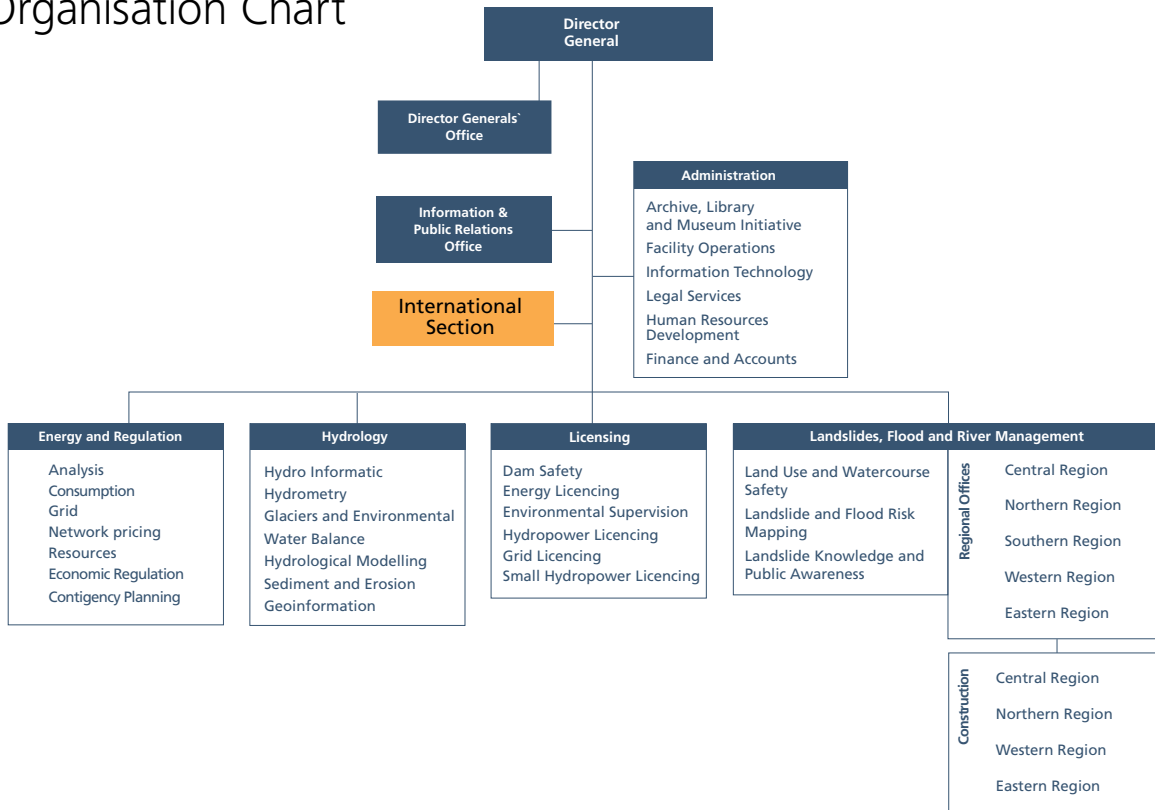 Organisation Chart
Director
General
Director Generals`
Office
Information &
Public Relations
Office
International
Section
Administration
Archive, Library
and Museum Initiative
Facility Operations
Information Technology
Legal Services
Human Resources
Development
Finance and Accounts
Energy and Regulation
Analysis
Consumption
Grid
Network pricing
Resources
Economic Regulation
Contigency Planning
Hydrology
Hydro Informatic
Hydrometry
Glaciers and Environmental
Water Balance
Hydrological Modelling
Sediment and Erosion
Geoinformation
Licensing
Dam Safety
Energy Licencing
Environmental Supervision
Hydropower Licencing
Grid Licencing
Small Hydropower Licencing
Landslides, Flood and River Management
Land Use and Watercourse
Safety
Landslide and Flood Risk
Mapping
Landslide Knowledge and
Public Awareness
Regional Offices
Central Region
Northern Region
Southern Region
Western Region
Eastern Region
Construction
Central Region
Northern Region
Western Region
Eastern Region